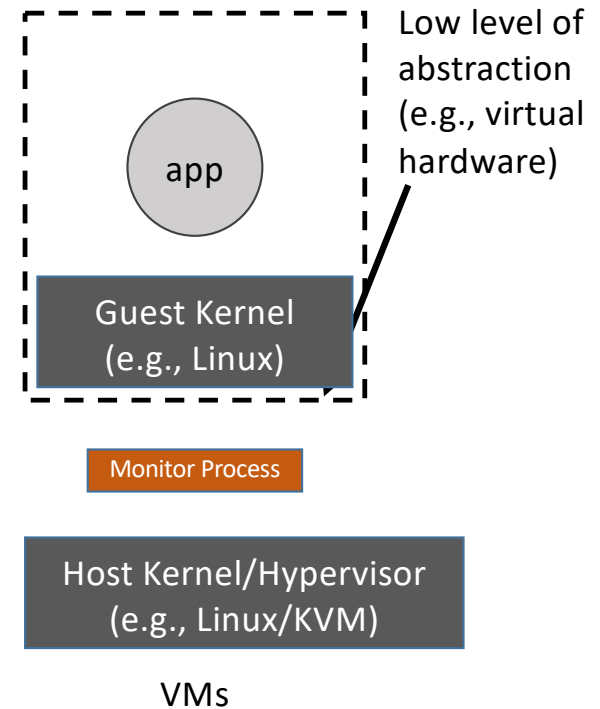 Low level of
abstraction
(e.g., virtual
hardware)
app
Guest Kernel
(e.g., Linux)
Monitor Process
Host Kernel/Hypervisor
(e.g., Linux/KVM)
VMs